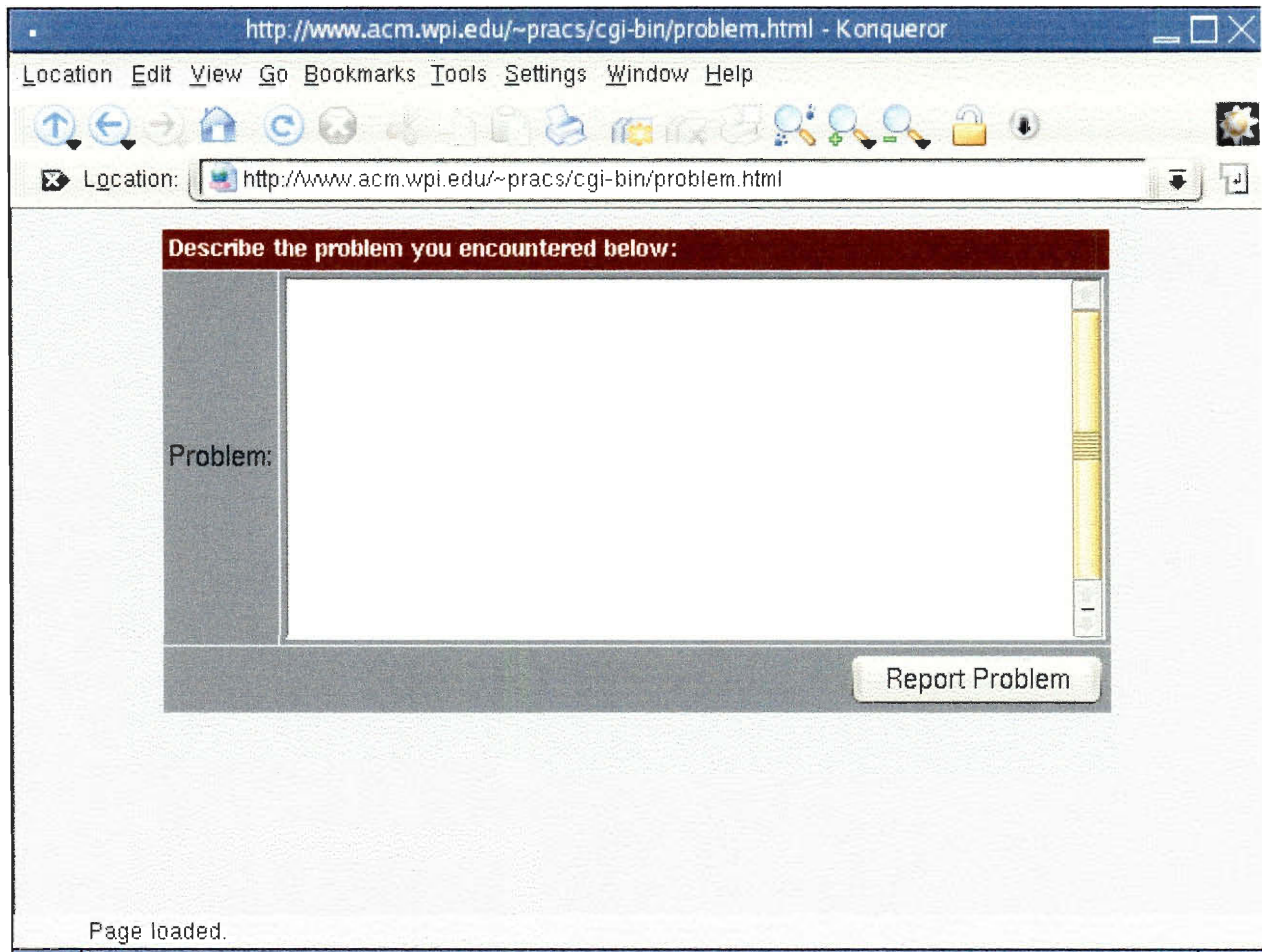 http://www.acm.wpi.edu/~pracs/cgi-bin/problem.html - Konqueror
Location Edit View Go Bookmarks Tools Settings Window Help
Location: http://www.acm.wpi.edu/~pracs/cgi-bin/problem.html
Describe the problem you encountered below:
Problem:
Report Problem
Page loaded.